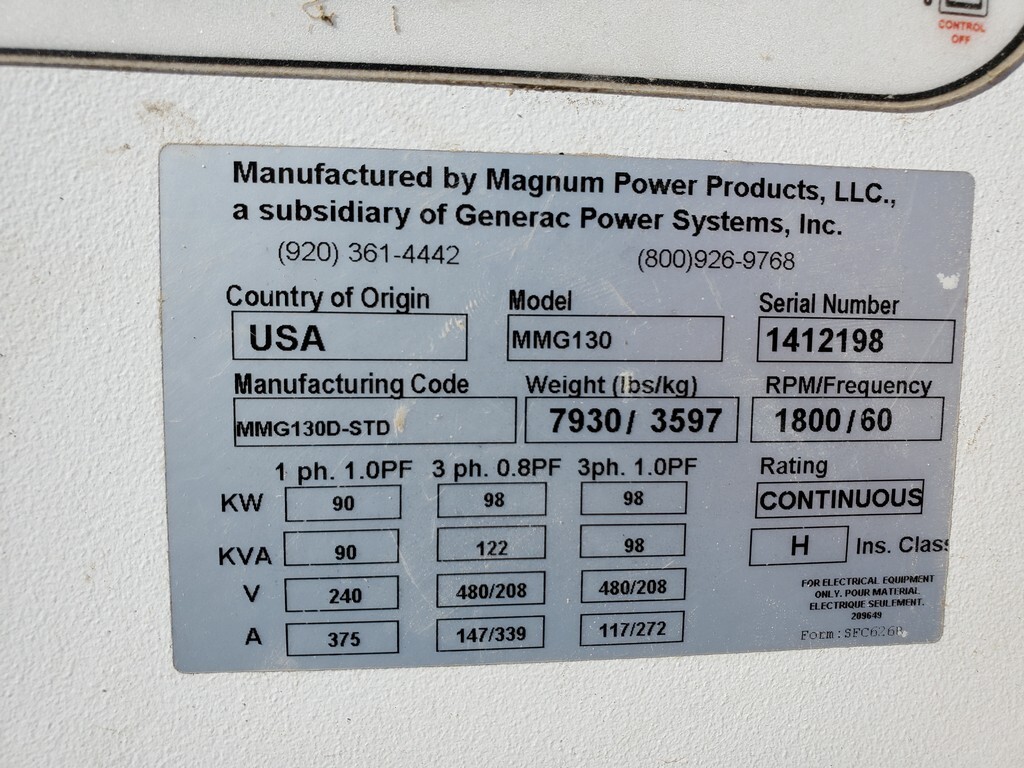 CONTROL
OFF
Manufactured by Magnum Power Products, LLC.,
a subsidiary of Generac Power Systems, Inc.
(920) 361-4442 (800)926-9768
Country of Origin Model Serial Number
USA MMG130 1412198
Manufacturing Code Weight (lbs/kg) RPM/Frequency
MMG130D-STD 7930/ 3597 1800/60
1 ph. 1.0PF 3 ph. 0.8PF 3ph. 1.0PF Rating
KW 90 98 98 CONTINUOUS
KVA 90 122 98 H Ins. Class
V 240 480/208 480/208
A 375 147/339 117/272
FOR ELECTRICAL EQUIPMENT
ONLY. POUR MATERIAL
ELECTRIQUE SEULEMENT.
209649
Form: